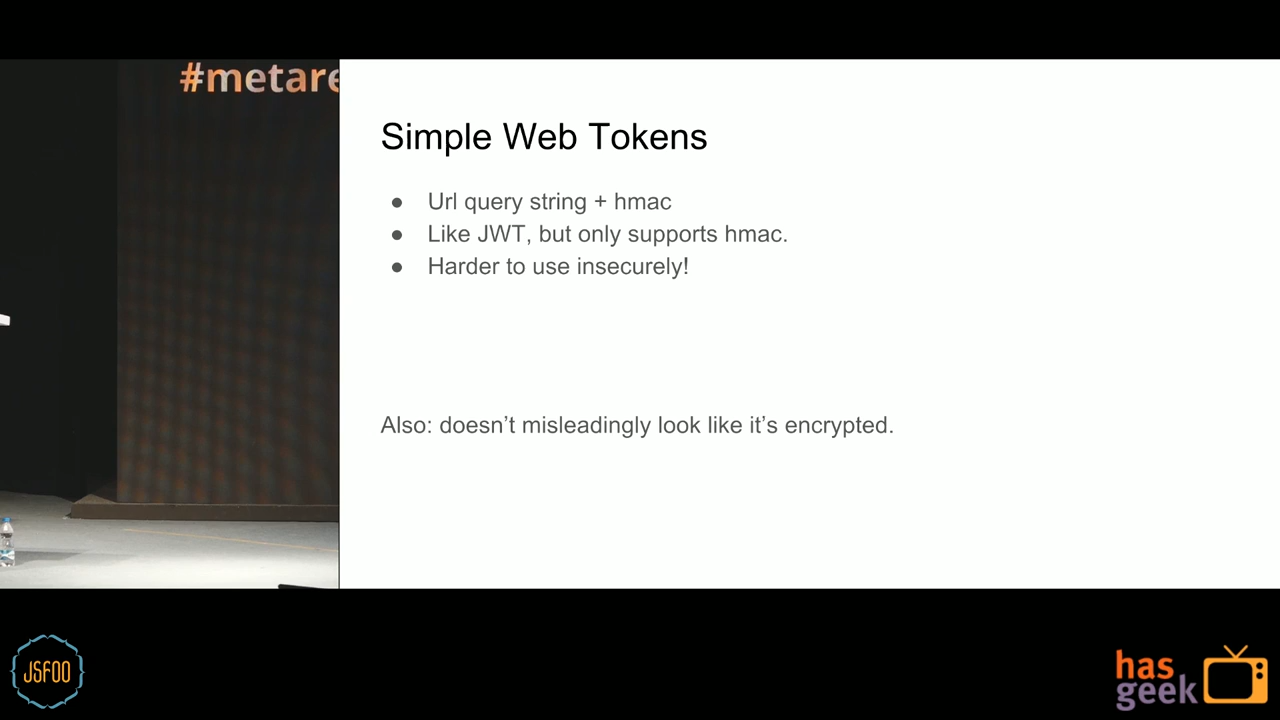 #metare
Simple Web Tokens
● Url query string + hmac
● Like JWT, but only supports hmac.
● Harder to use insecurely!
Also: doesn’t misleadingly look like it’s encrypted.
JSFOO
has
geek